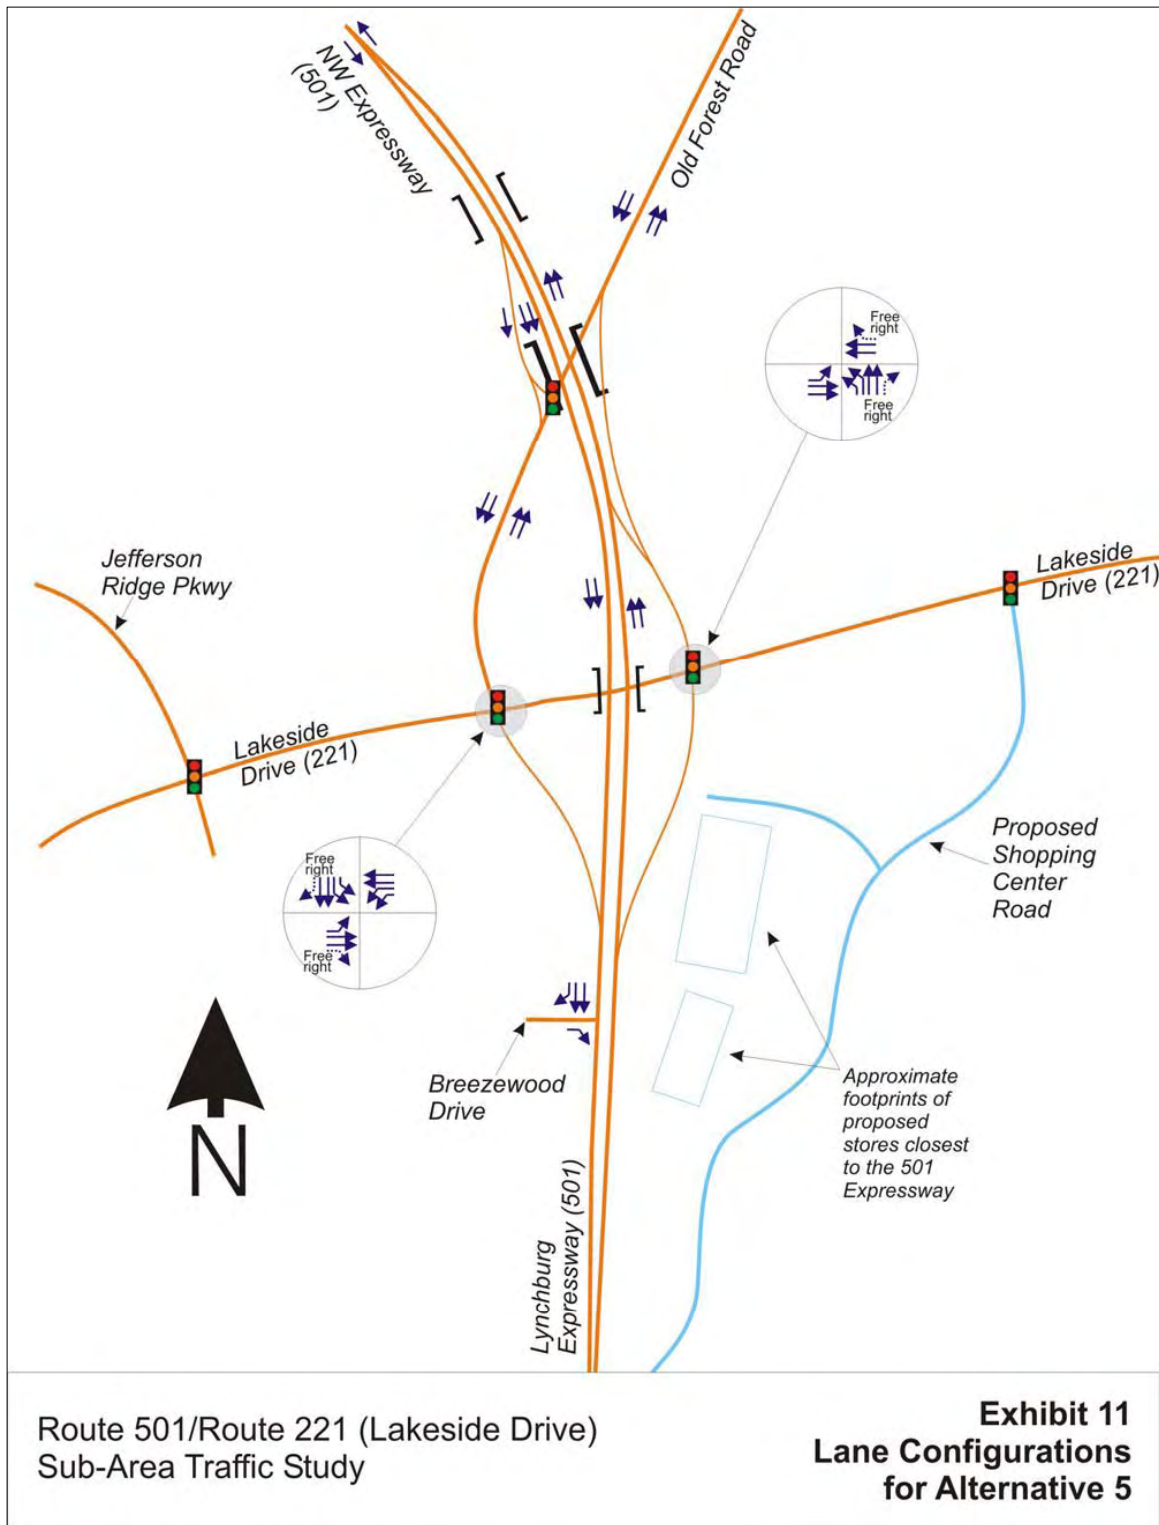 NW Expressway
(501)
Old Forest Road
Free
right
Free
right
Jefferson
Ridge Pkwy
Lakeside
Drive (221)
Lakeside
Drive (221)
Proposed
Shopping
Center
Road
Free
right
Free
right
Breezewood
Drive
Approximate
footprints of
proposed
stores closest
to the 501
Expressway
N
Lynchburg
Expressway (501)
Route 501/Route 221 (Lakeside Drive)
Sub-Area Traffic Study
Exhibit 11
Lane Configurations
for Alternative 5